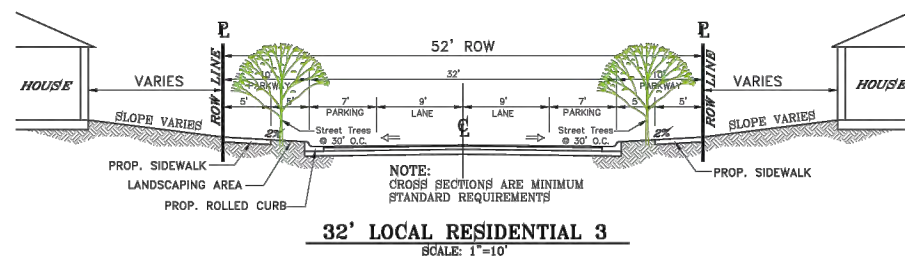 PL
PL
52' ROW
ROW LINE
ROW LINE
10'
PARKWAY
32'
10'
PARKWAY
HOUSE
VARIES
VARIES
HOUSE
5'
5'
7'
PARKING
9'
LANE
9'
LANE
7'
PARKING
5'
5'
SLOPE VARIES
SLOPE VARIES
2%
Street Trees
@ 30' O.C.
CL
Street Trees
@ 30' O.C.
2%
PROP. SIDEWALK
LANDSCAPING AREA
PROP. ROLLED CURB
NOTE:
CROSS SECTIONS ARE MINIMUM
STANDARD REQUIREMENTS
PROP. SIDEWALK
32' LOCAL RESIDENTIAL 3
SCALE: 1"=10'